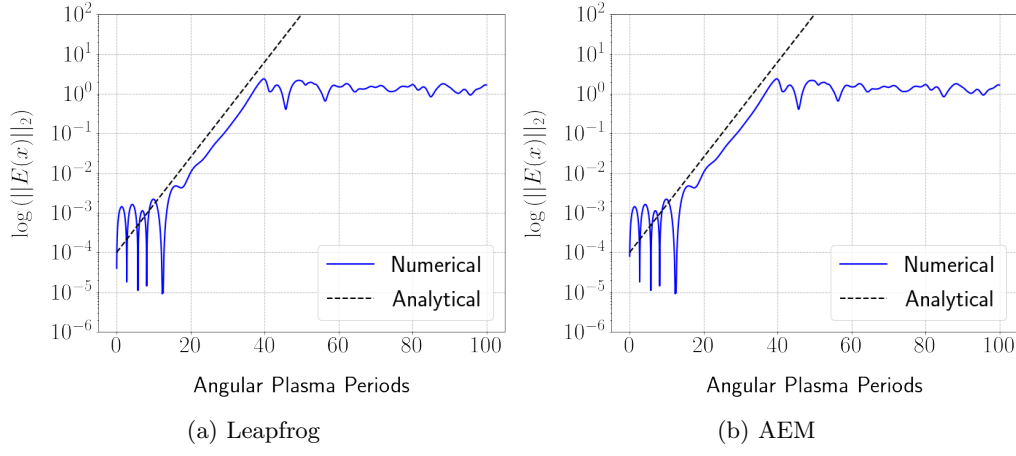 10^2
10^1
10^0
10^-1
10^-2
10^-3
10^-4
10^-5
10^-6
log (||E(x)||_2)
Numerical
Analytical
0 20 40 60 80 100
Angular Plasma Periods
(a) Leapfrog
10^2
10^1
10^0
10^-1
10^-2
10^-3
10^-4
10^-5
10^-6
log (||E(x)||_2)
Numerical
Analytical
0 20 40 60 80 100
Angular Plasma Periods
(b) AEM